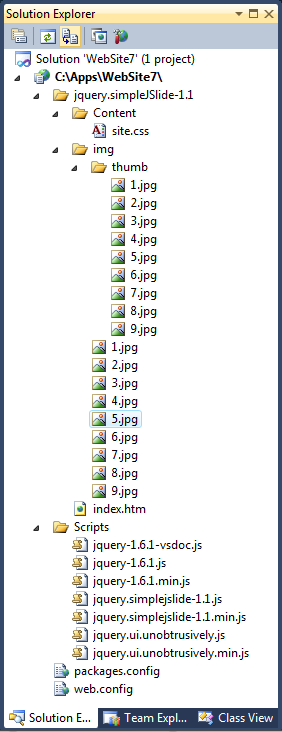 Solution Explorer
Solution 'WebSite7' (1 project)
C:\Apps\WebSite7\
jquery.simpleJSlide-1.1
Content
site.css
img
thumb
1.jpg
2.jpg
3.jpg
4.jpg
5.jpg
6.jpg
7.jpg
8.jpg
9.jpg
1.jpg
2.jpg
3.jpg
4.jpg
5.jpg
6.jpg
7.jpg
8.jpg
9.jpg
index.htm
Scripts
jquery-1.6.1-vsdoc.js
jquery-1.6.1.js
jquery-1.6.1.min.js
jquery.simplejslide-1.1.js
jquery.simplejslide-1.1.min.js
jquery.ui.unobtrusively.js
jquery.ui.unobtrusively.min.js
packages.config
web.config
Solution E... Team Expl... Class View